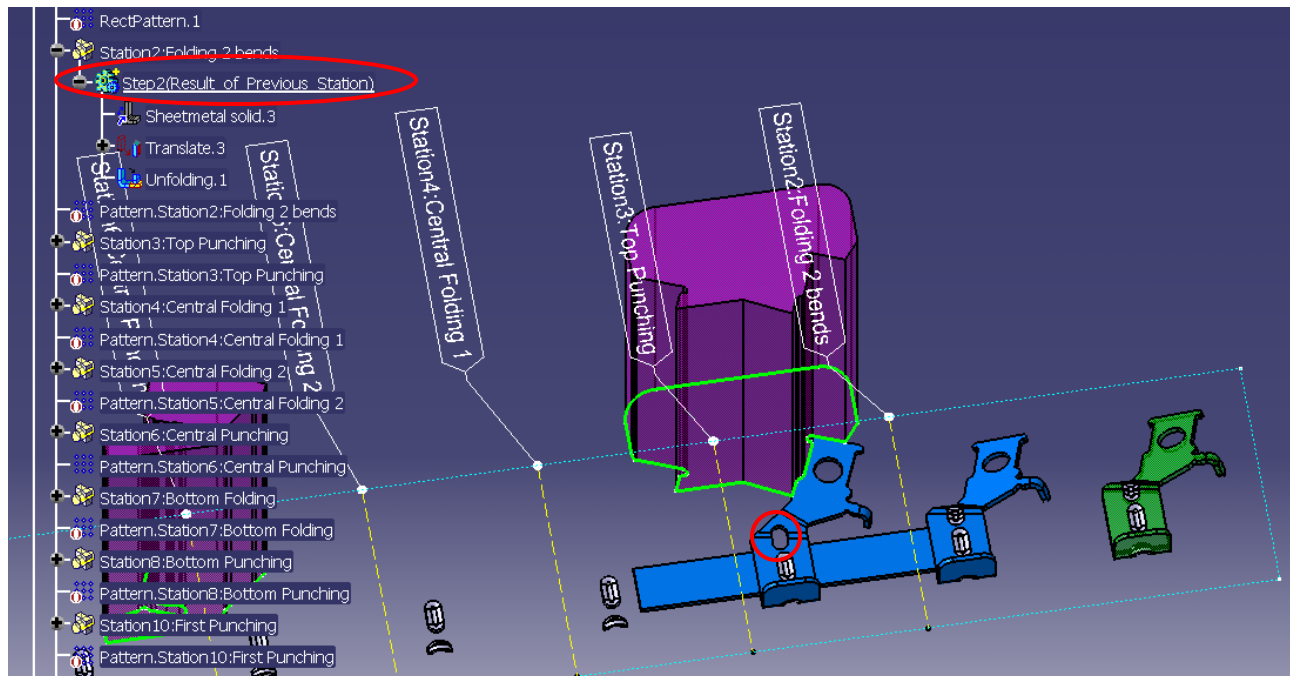 RectPattern.1
Station2:Folding 2 bends
Step2(Result_of_Previous_Station)
Sheetmetal solid.3
Translate.3
Unfolding.1
Pattern.Station2:Folding 2 bends
Station3:Top Punching
Pattern.Station3:Top Punching
Station4:Central Folding 1
Pattern.Station4:Central Folding 1
Station5:Central Folding 2
Pattern.Station5:Central Folding 2
Station6:Central Punching
Pattern.Station6:Central Punching
Station7:Bottom Folding
Pattern.Station7:Bottom Folding
Station8:Bottom Punching
Pattern.Station8:Bottom Punching
Station10:First Punching
Pattern.Station10:First Punching
Station4:Central Folding 1
Station3:Top Punching
Station2:Folding 2 bends